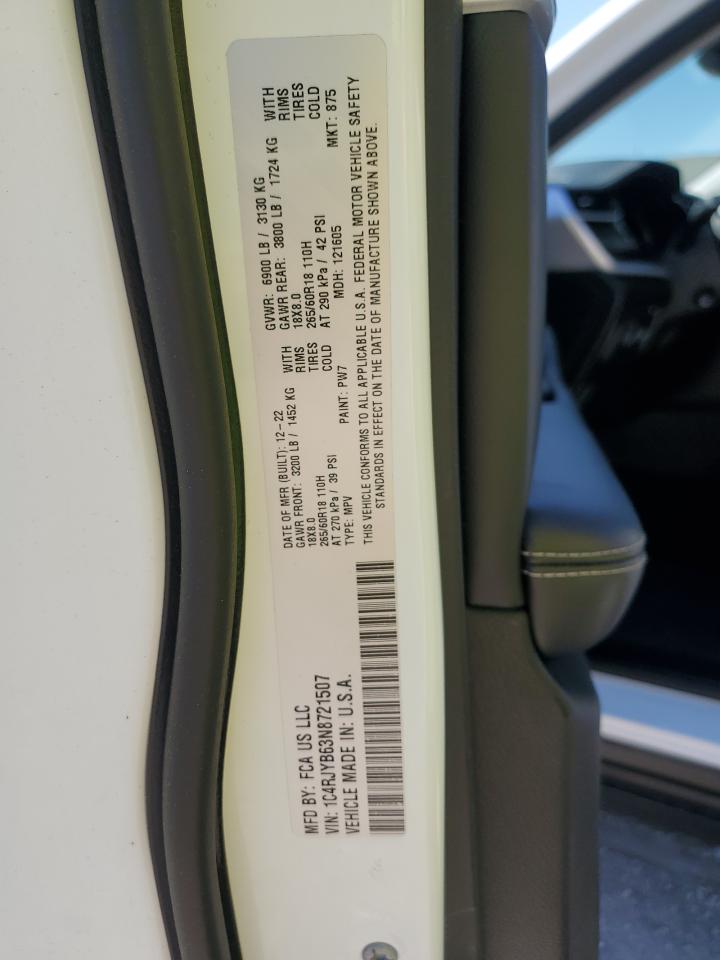 MFD BY: FCA US LLC
VIN: 1C4RJYB63N8721507
VEHICLE MADE IN: U.S.A.
DATE OF MFR (BUILT): 12-22
GAWR FRONT: 3200 LB / 1452 KG WITH
18X8.0 RIMS
265/60R18 110H TIRES
AT 270 kPa / 39 PSI COLD
TYPE: MPV PAINT: PW7
GVWR: 6900 LB / 3130 KG
GAWR REAR: 3800 LB / 1724 KG WITH
18X8.0 RIMS
265/60R18 110H TIRES
AT 290 kPa / 42 PSI COLD
MDH: 121605 MKT: 875
THIS VEHICLE CONFORMS TO ALL APPLICABLE U.S.A. FEDERAL MOTOR VEHICLE SAFETY
STANDARDS IN EFFECT ON THE DATE OF MANUFACTURE SHOWN ABOVE.